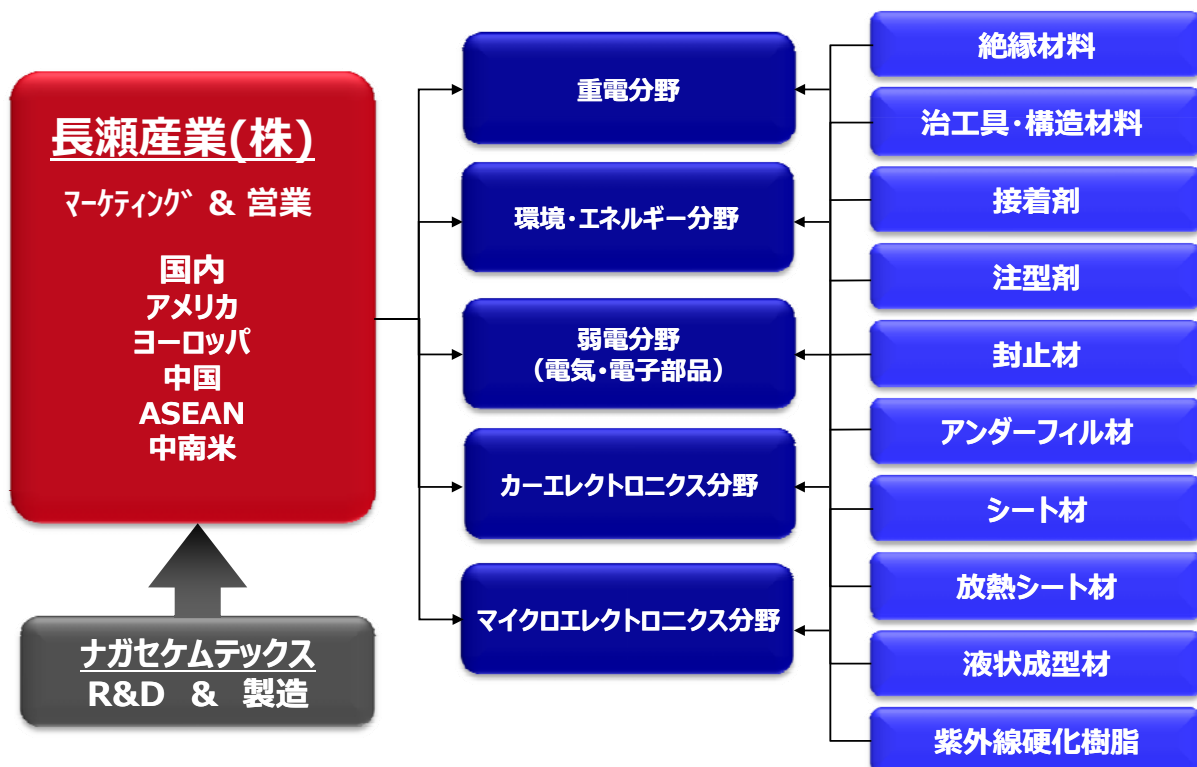 長瀬産業(株)
ﾏｰｹﾃｨﾝｸﾞ & 営業
国内
アメリカ
ヨーロッパ
中国
ASEAN
中南米
ナガセケムテックス
R&D & 製造
重電分野
環境・エネルギー分野
弱電分野
（電気・電子部品）
カーエレクトロニクス分野
マイクロエレクトロニクス分野
絶縁材料
治工具・構造材料
接着剤
注型剤
封止材
アンダーフィル材
シート材
放熱シート材
液状成型材
紫外線硬化樹脂